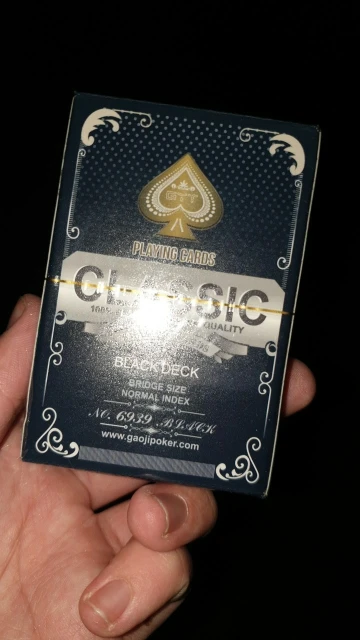 PLAYING CARDS
CLASSIC
QUALITY
BLACK DECK
BRIDGE SIZE
NORMAL INDEX
NO. 6939 BLACK
www.gaojipoker.com